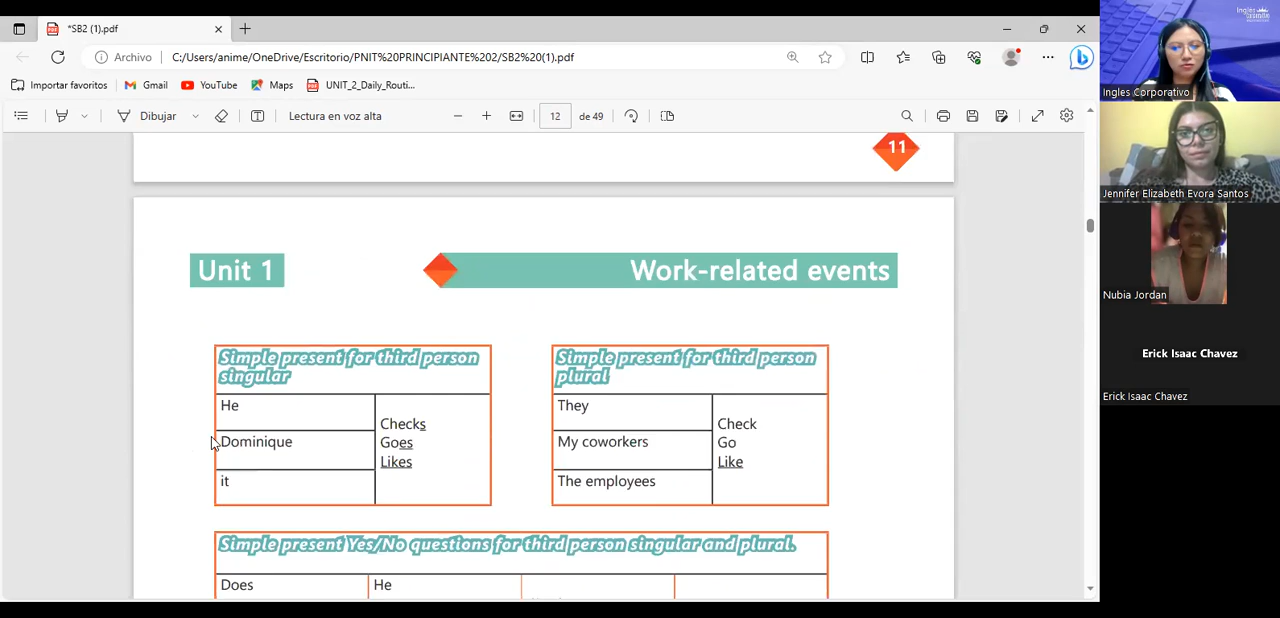 *SB2 (1).pdf
Archivo
C:/Users/anime/OneDrive/Escritorio/PNIT%20PRINCIPIANTE%202/SB2%20(1).pdf
Importar favoritos
Gmail
YouTube
Maps
UNIT_2_Daily_Routi...
Dibujar
Lectura en voz alta
12
de 49
11
Unit 1
Work-related events
Simple present for third person
singular
He
Dominique
it
Checks
Goes
Likes
Simple present for third person
plural
They
My coworkers
The employees
Check
Go
Like
Simple present Yes/No questions for third person singular and plural.
Does
He
Ingles Corporativo
Jennifer Elizabeth Evora Santos
Nubia Jordan
Erick Isaac Chavez
Erick Isaac Chavez